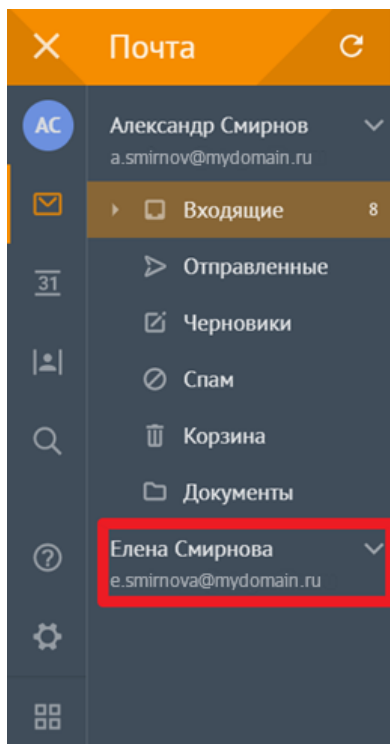 Почта
АС
Александр Смирнов
a.smirnov@mydomain.ru
Входящие 8
Отправленные
31
Черновики
Спам
Корзина
Документы
Елена Смирнова
e.smirnova@mydomain.ru